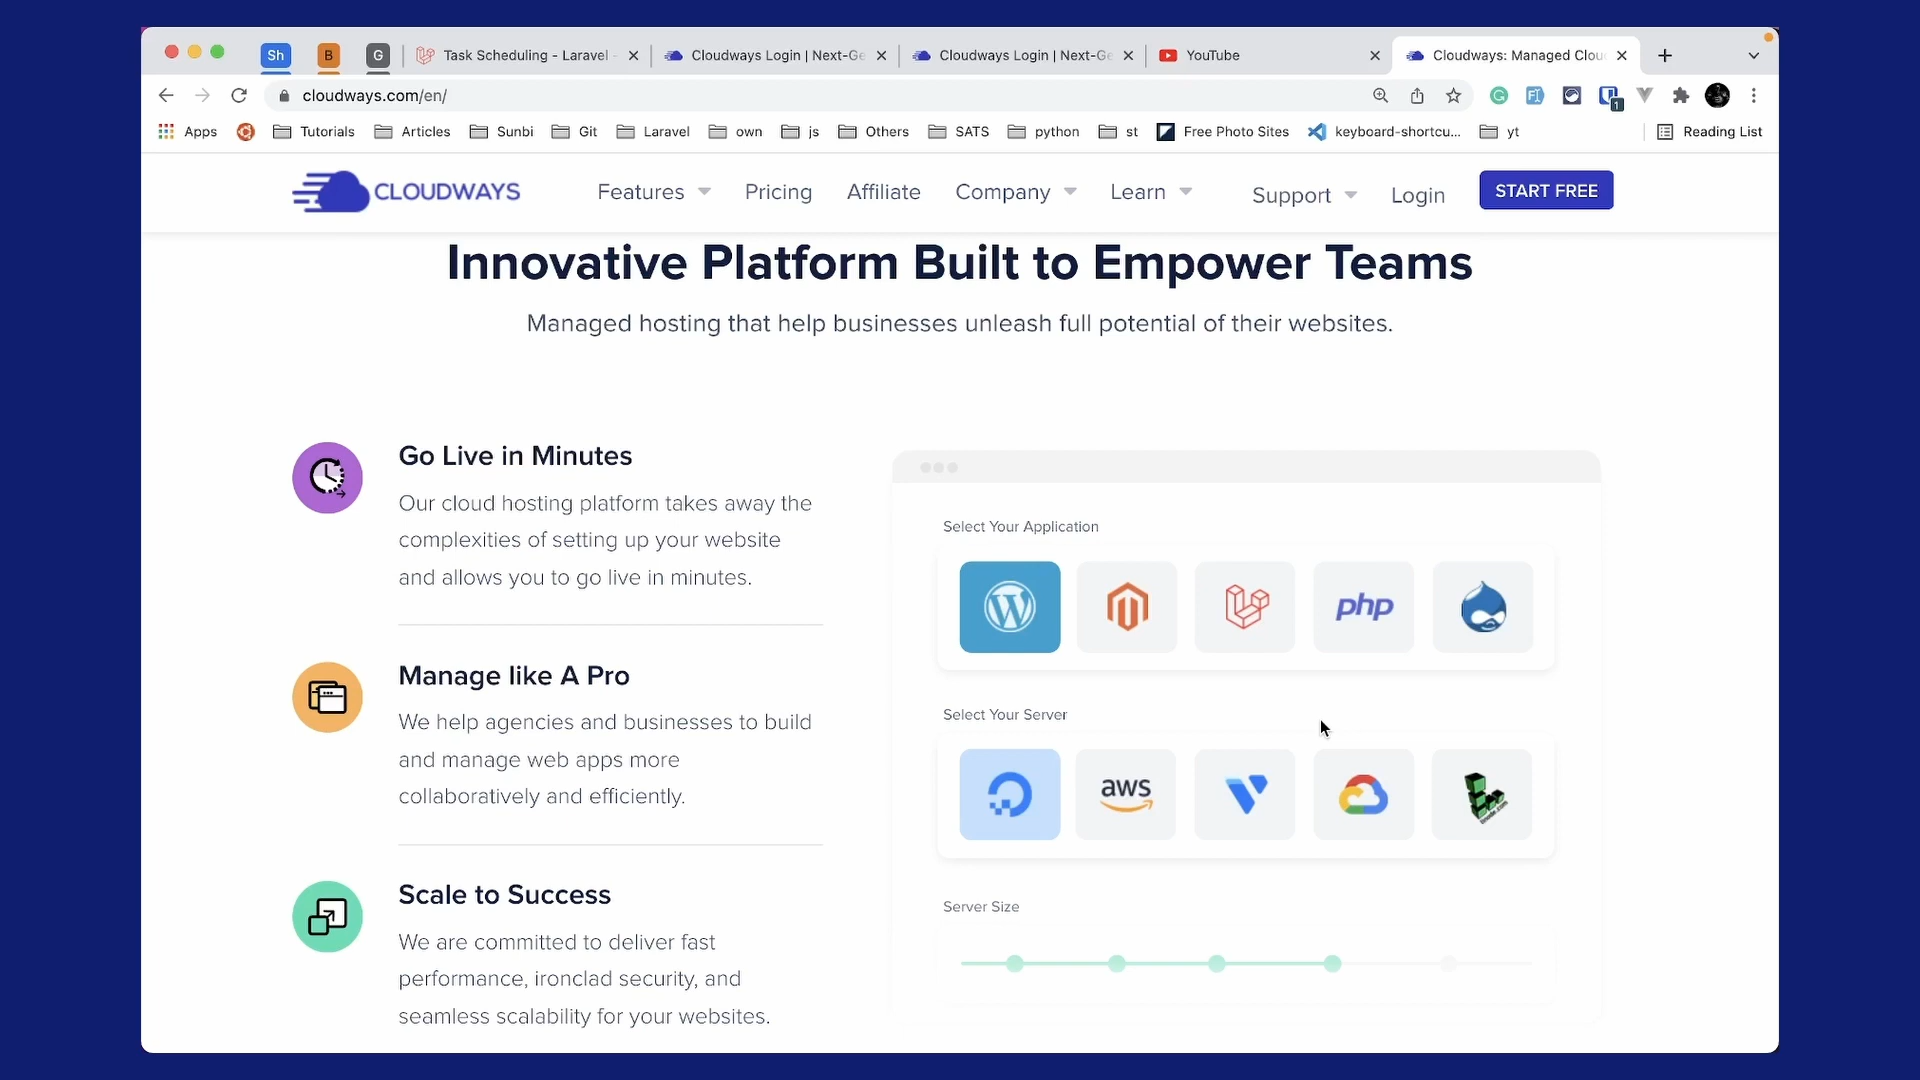 Sh
B
G
Task Scheduling - Laravel -
Cloudways Login | Next-Ge
Cloudways Login | Next-Ge
YouTube
Cloudways: Managed Clou
cloudways.com/en/
1
Apps
Tutorials
Articles
Sunbi
Git
Laravel
own
js
Others
SATS
python
st
Free Photo Sites
keyboard-shortcu...
yt
Reading List
CLOUDWAYS
Features
Pricing
Affiliate
Company
Learn
Support
Login
START FREE
Innovative Platform Built to Empower Teams
Managed hosting that help businesses unleash full potential of their websites.
Go Live in Minutes
Our cloud hosting platform takes away the
complexities of setting up your website
and allows you to go live in minutes.
Manage like A Pro
We help agencies and businesses to build
and manage web apps more
collaboratively and efficiently.
Scale to Success
We are committed to deliver fast
performance, ironclad security, and
seamless scalability for your websites.
Select Your Application
php
Select Your Server
aws
linode.com
Server Size